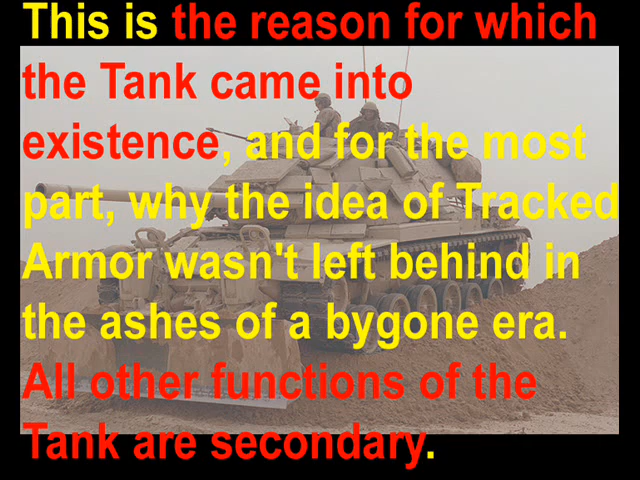 This is the reason for which
the Tank came into
existence, and for the most
part, why the idea of Tracked
Armor wasn't left behind in
the ashes of a bygone era.
All other functions of the
Tank are secondary.